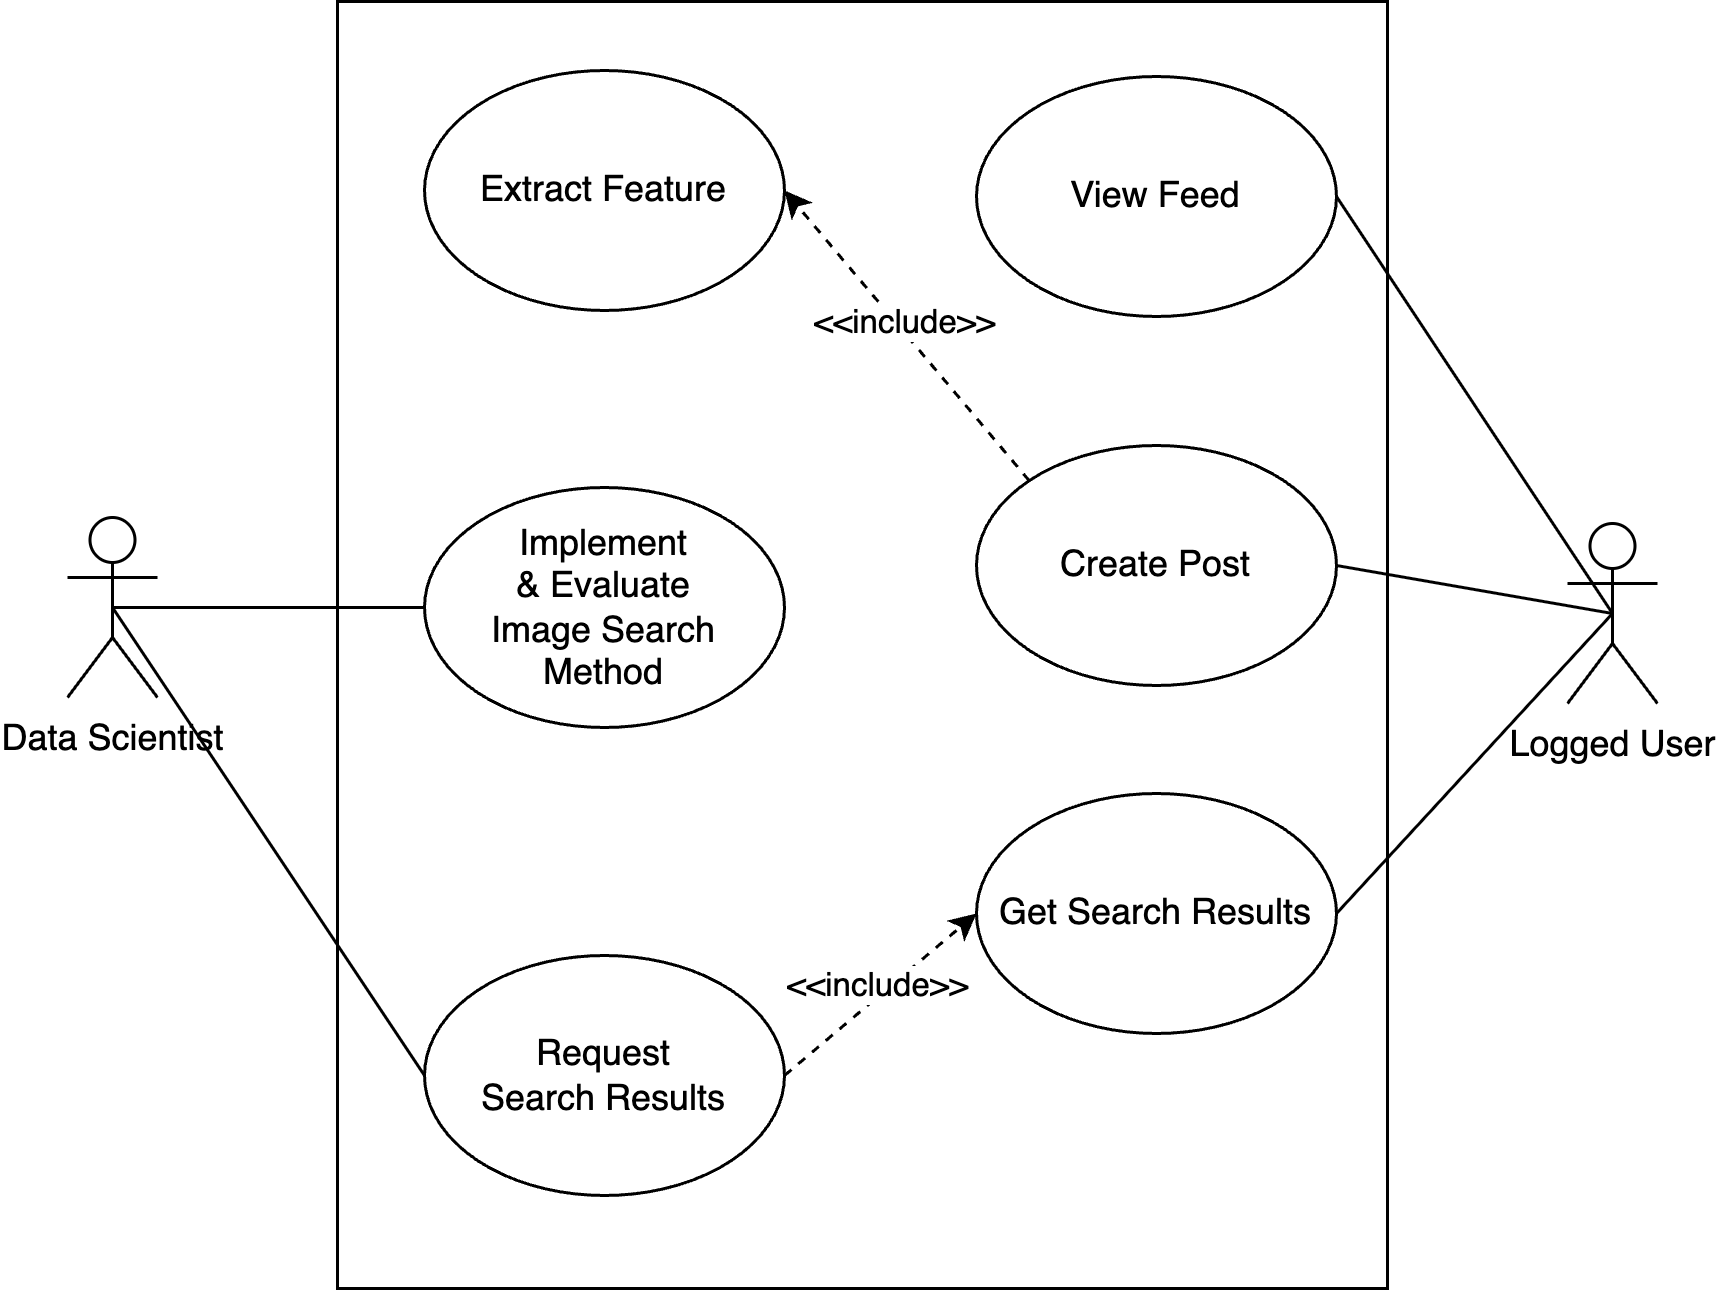 Extract Feature
View Feed
<<include>>
Implement
& Evaluate
Image Search
Method
Create Post
Data Scientist
Logged User
Get Search Results
<<include>>
Request
Search Results